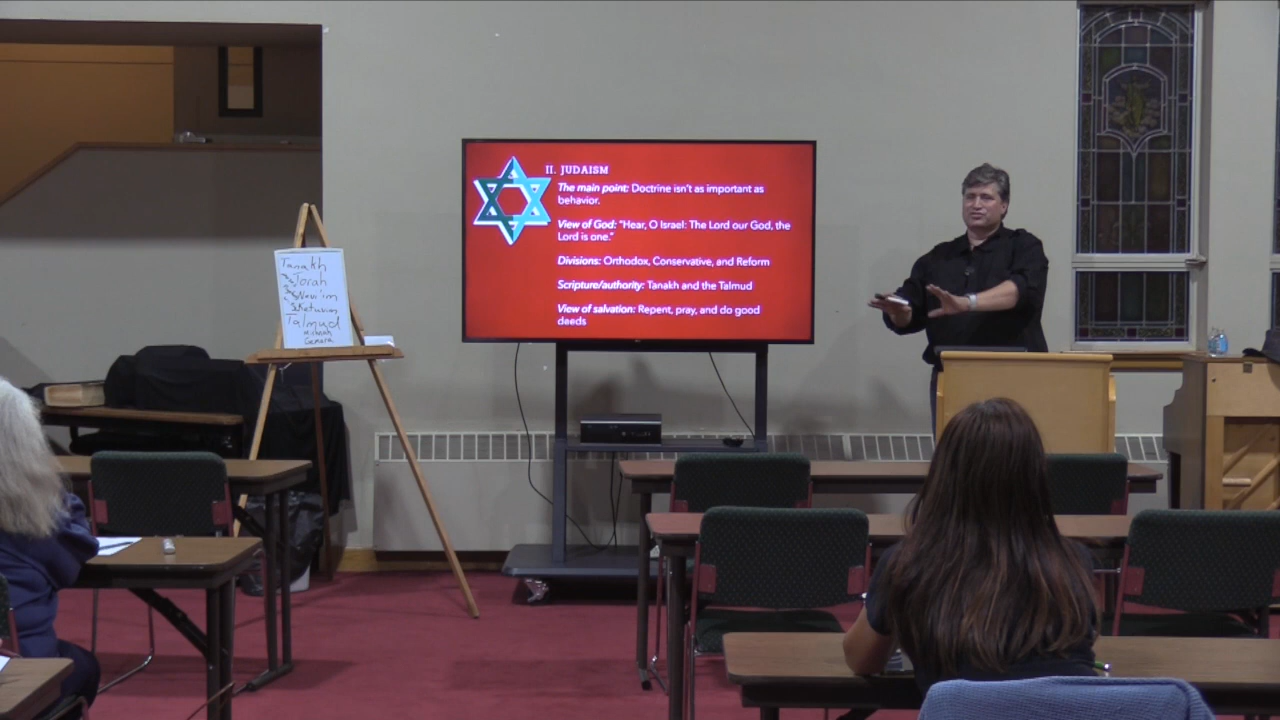 Tanakh
Torah
Nevi'im
Ketubiim
Talmud
Mishnah
Gemara
II. JUDAISM
The main point: Doctrine isn't as important as
behavior.
View of God: "Hear, O Israel: The Lord our God, the
Lord is one."
Divisions: Orthodox, Conservative, and Reform
Scripture/authority: Tanakh and the Talmud
View of salvation: Repent, pray, and do good
deeds